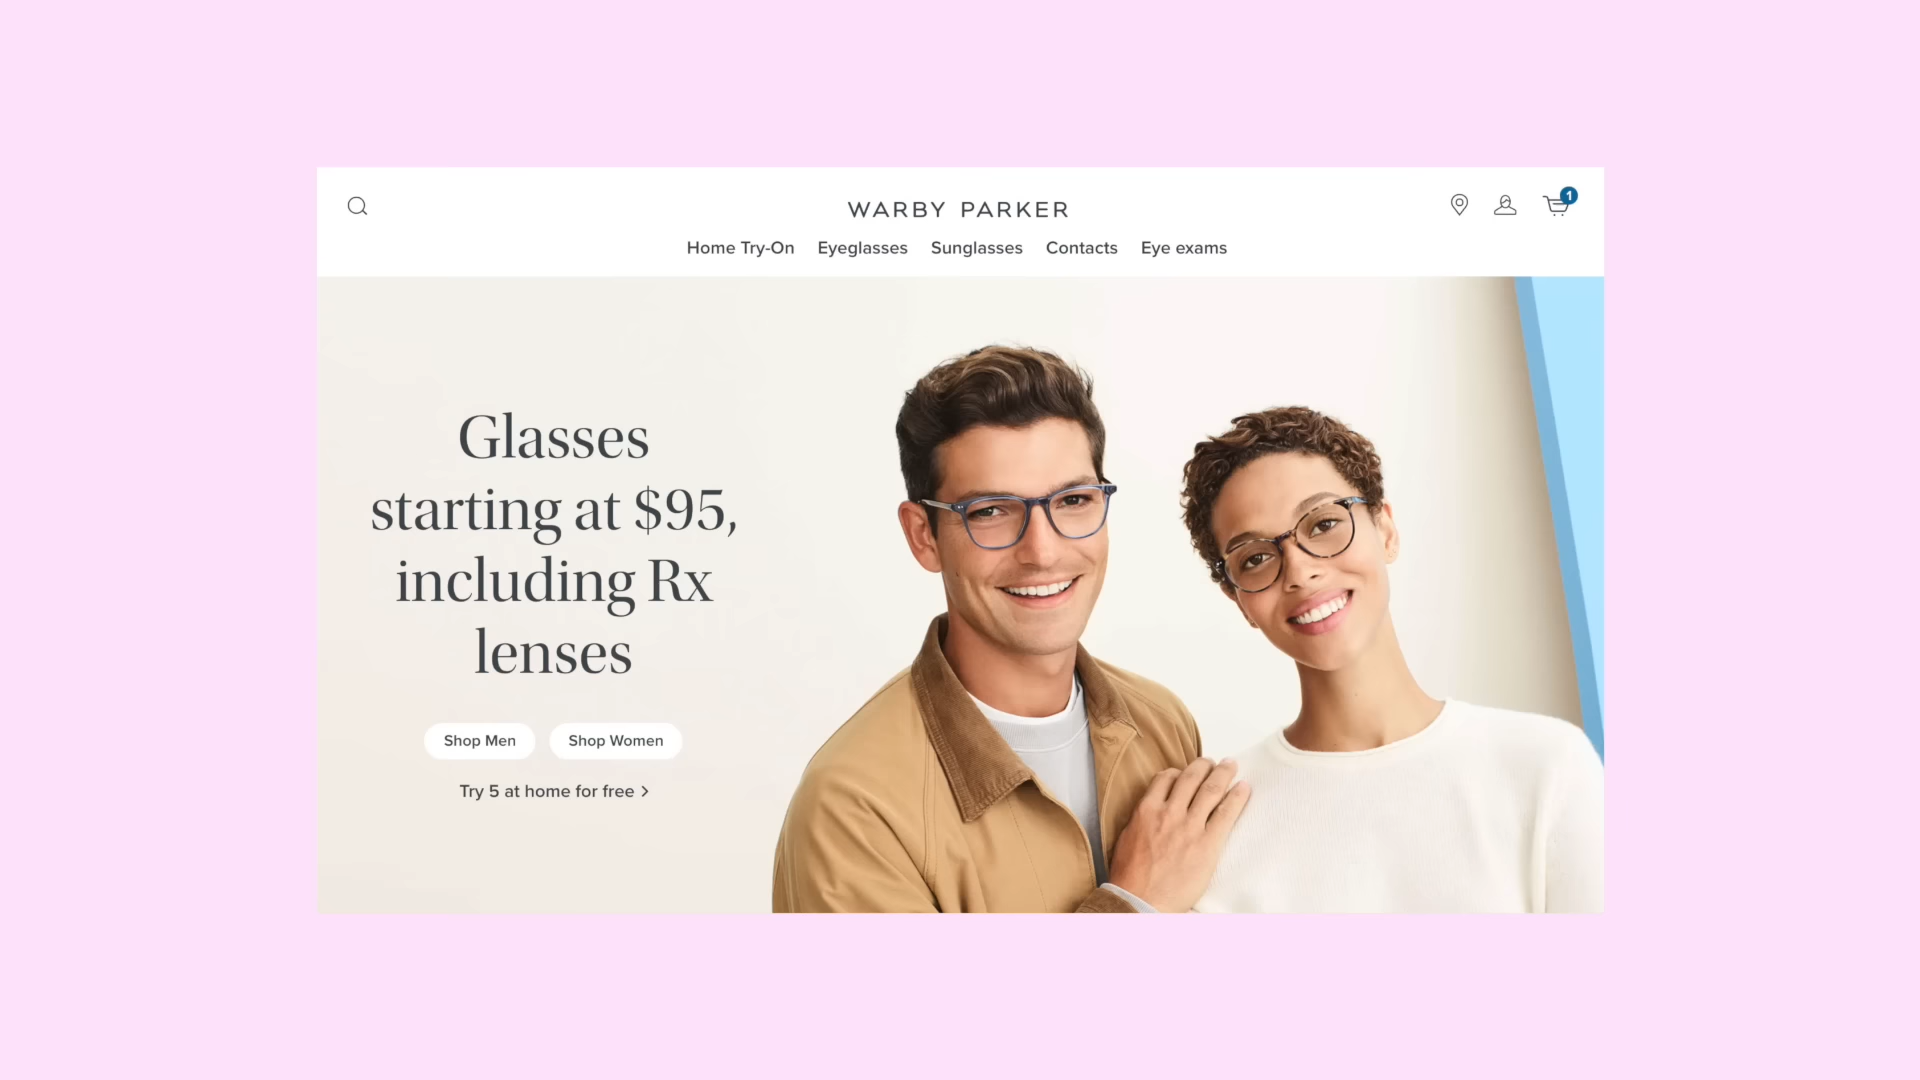 WARBY PARKER
1
Home Try-On Eyeglasses Sunglasses Contacts Eye exams
Glasses
starting at $95,
including Rx
lenses
Shop Men Shop Women
Try 5 at home for free >